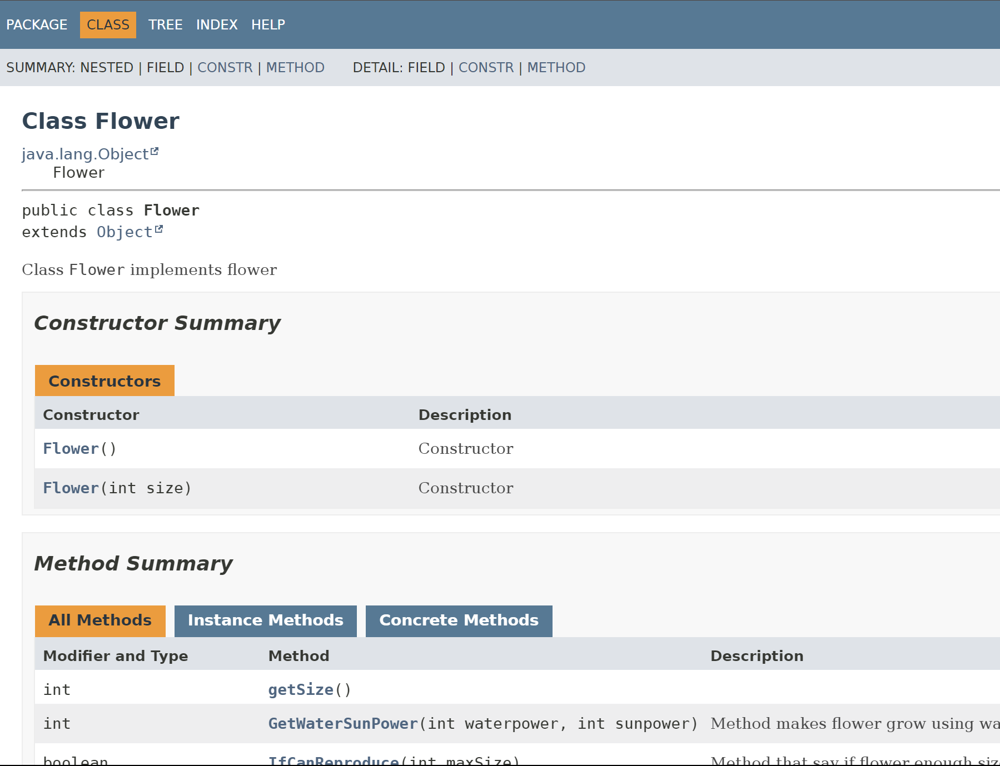 PACKAGE CLASS TREE INDEX HELP
SUMMARY: NESTED | FIELD | CONSTR | METHOD DETAIL: FIELD | CONSTR | METHOD
Class Flower
java.lang.Object
Flower
public class Flower
extends Object
Class Flower implements flower
Constructor Summary
Constructors
Constructor Description
Flower() Constructor
Flower(int size) Constructor
Method Summary
All Methods Instance Methods Concrete Methods
Modifier and Type Method Description
int getSize()
int GetWaterSunPower(int waterpower, int sunpower) Method makes flower grow using
boolean IfCanReproduce(int maxSize) Method that say if flower enough